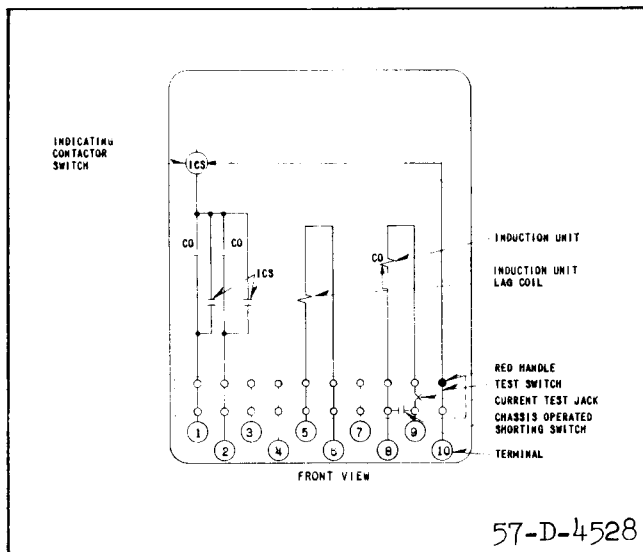 INDICATING
CONTACTOR
SWITCH
ICS
CO
CO
ICS
CO
INDUCTION UNIT
INDUCTION UNIT
LAG COIL
RED HANDLE
TEST SWITCH
CURRENT TEST JACK
CHASSIS OPERATED
SHORTING SWITCH
TERMINAL
1
3
5
7
9
2
4
6
8
10
FRONT VIEW
57-D-4528